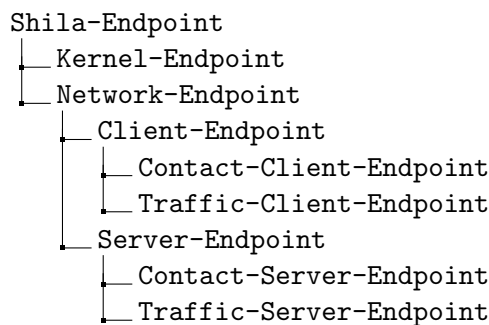 Shila-Endpoint
Kernel-Endpoint
Network-Endpoint
Client-Endpoint
Contact-Client-Endpoint
Traffic-Client-Endpoint
Server-Endpoint
Contact-Server-Endpoint
Traffic-Server-Endpoint